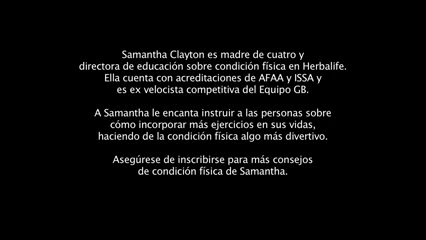 Samantha Clayton es madre de cuatro y
directora de educación sobre condición física en Herbalife.
Ella cuenta con acreditaciones de AFAA y ISSA y
es ex velocista competitiva del Equipo GB.
A Samantha le encanta instruir a las personas sobre
cómo incorporar más ejercicios en sus vidas,
haciendo de la condición física algo más divertivo.
Asegúrese de inscribirse para más consejos
de condición física de Samantha.